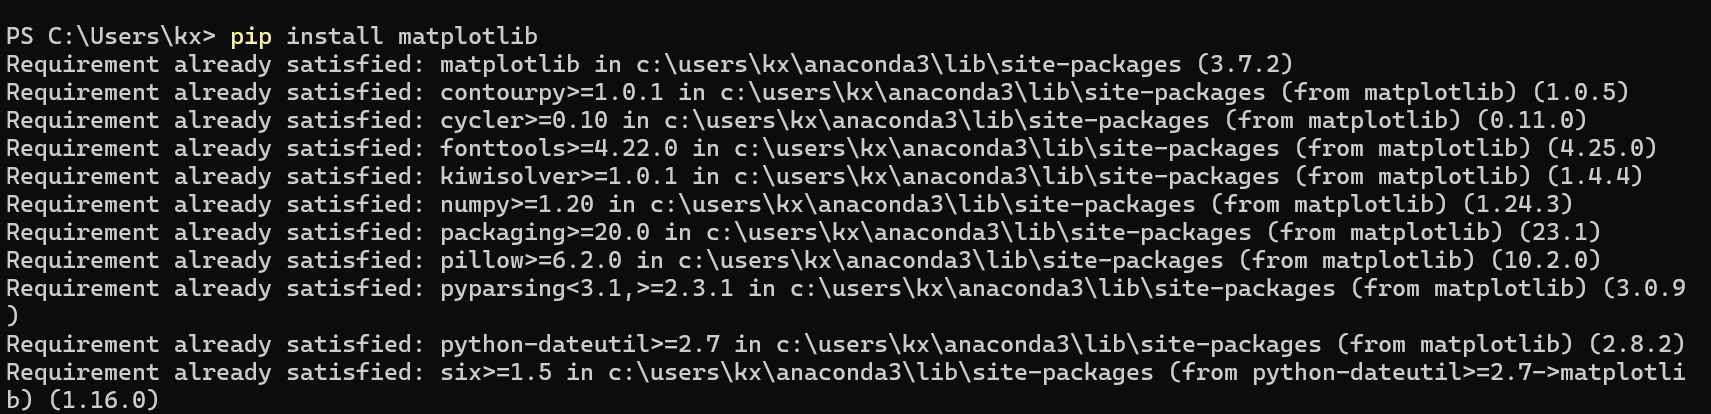 PS C:\Users\kx> pip install matplotlib
Requirement already satisfied: matplotlib in c:\users\kx\anaconda3\lib\site-packages (3.7.2)
Requirement already satisfied: contourpy>=1.0.1 in c:\users\kx\anaconda3\lib\site-packages (from matplotlib) (1.0.5)
Requirement already satisfied: cycler>=0.10 in c:\users\kx\anaconda3\lib\site-packages (from matplotlib) (0.11.0)
Requirement already satisfied: fonttools>=4.22.0 in c:\users\kx\anaconda3\lib\site-packages (from matplotlib) (4.25.0)
Requirement already satisfied: kiwisolver>=1.0.1 in c:\users\kx\anaconda3\lib\site-packages (from matplotlib) (1.4.4)
Requirement already satisfied: numpy>=1.20 in c:\users\kx\anaconda3\lib\site-packages (from matplotlib) (1.24.3)
Requirement already satisfied: packaging>=20.0 in c:\users\kx\anaconda3\lib\site-packages (from matplotlib) (23.1)
Requirement already satisfied: pillow>=6.2.0 in c:\users\kx\anaconda3\lib\site-packages (from matplotlib) (10.2.0)
Requirement already satisfied: pyparsing<3.1,>=2.3.1 in c:\users\kx\anaconda3\lib\site-packages (from matplotlib) (3.0.9
)
Requirement already satisfied: python-dateutil>=2.7 in c:\users\kx\anaconda3\lib\site-packages (from matplotlib) (2.8.2)
Requirement already satisfied: six>=1.5 in c:\users\kx\anaconda3\lib\site-packages (from python-dateutil>=2.7->matplotli
b) (1.16.0)